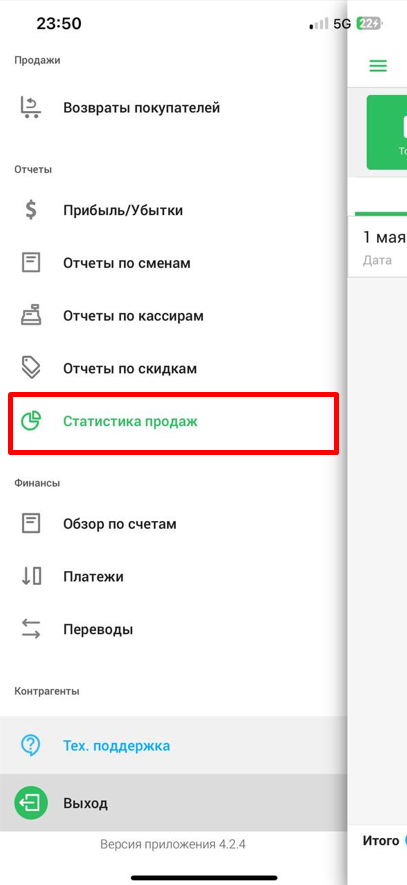 23:50
5G 22
Продажи
Возвраты покупателей
Отчеты
Прибыль/Убытки
Отчеты по сменам
Отчеты по кассирам
Отчеты по скидкам
Статистика продаж
Финансы
Обзор по счетам
Платежи
Переводы
Контрагенты
Тех. поддержка
Выход
Версия приложения 4.2.4
1 мая
Дата
Итого